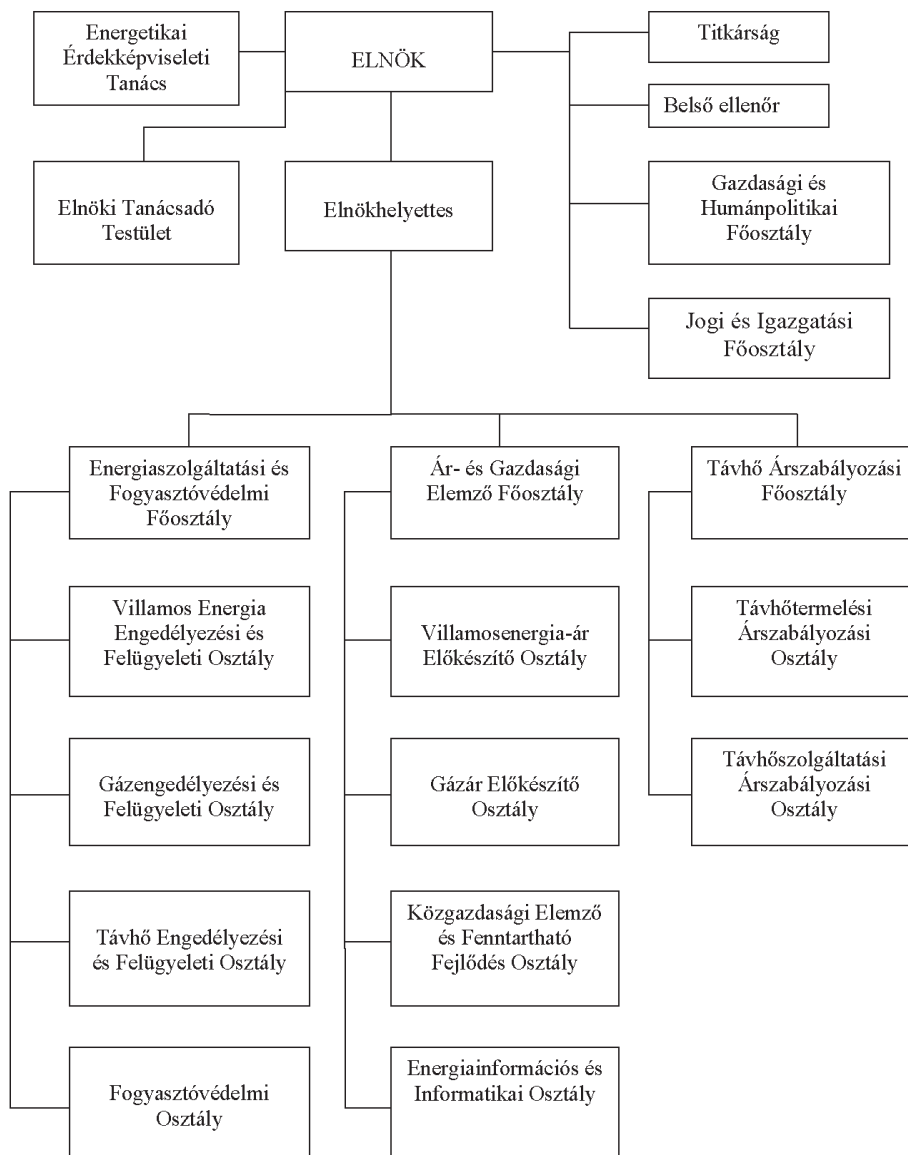 Energetikai
Érdekképviseleti
Tanács
ELNÖK
Titkárság
Belső ellenőr
Elnöki Tanácsadó
Testület
Elnökhelyettes
Gazdasági és
Humánpolitikai
Főosztály
Jogi és Igazgatási
Főosztály
Energiaszolgáltatási és
Fogyasztóvédelmi
Főosztály
Ár- és Gazdasági
Elemző Főosztály
Távhő Árszabályozási
Főosztály
Villamos Energia
Engedélyezési és
Felügyeleti Osztály
Villamosenergia-ár
Előkészítő Osztály
Távhőtermelési
Árszabályozási
Osztály
Gázengedélyezési és
Felügyeleti Osztály
Gázár Előkészítő
Osztály
Távhőszolgáltatási
Árszabályozási
Osztály
Távhő Engedélyezési
és Felügyeleti Osztály
Közgazdasági Elemző
és Fenntartható
Fejlődés Osztály
Fogyasztóvédelmi
Osztály
Energiainformációs és
Informatikai Osztály